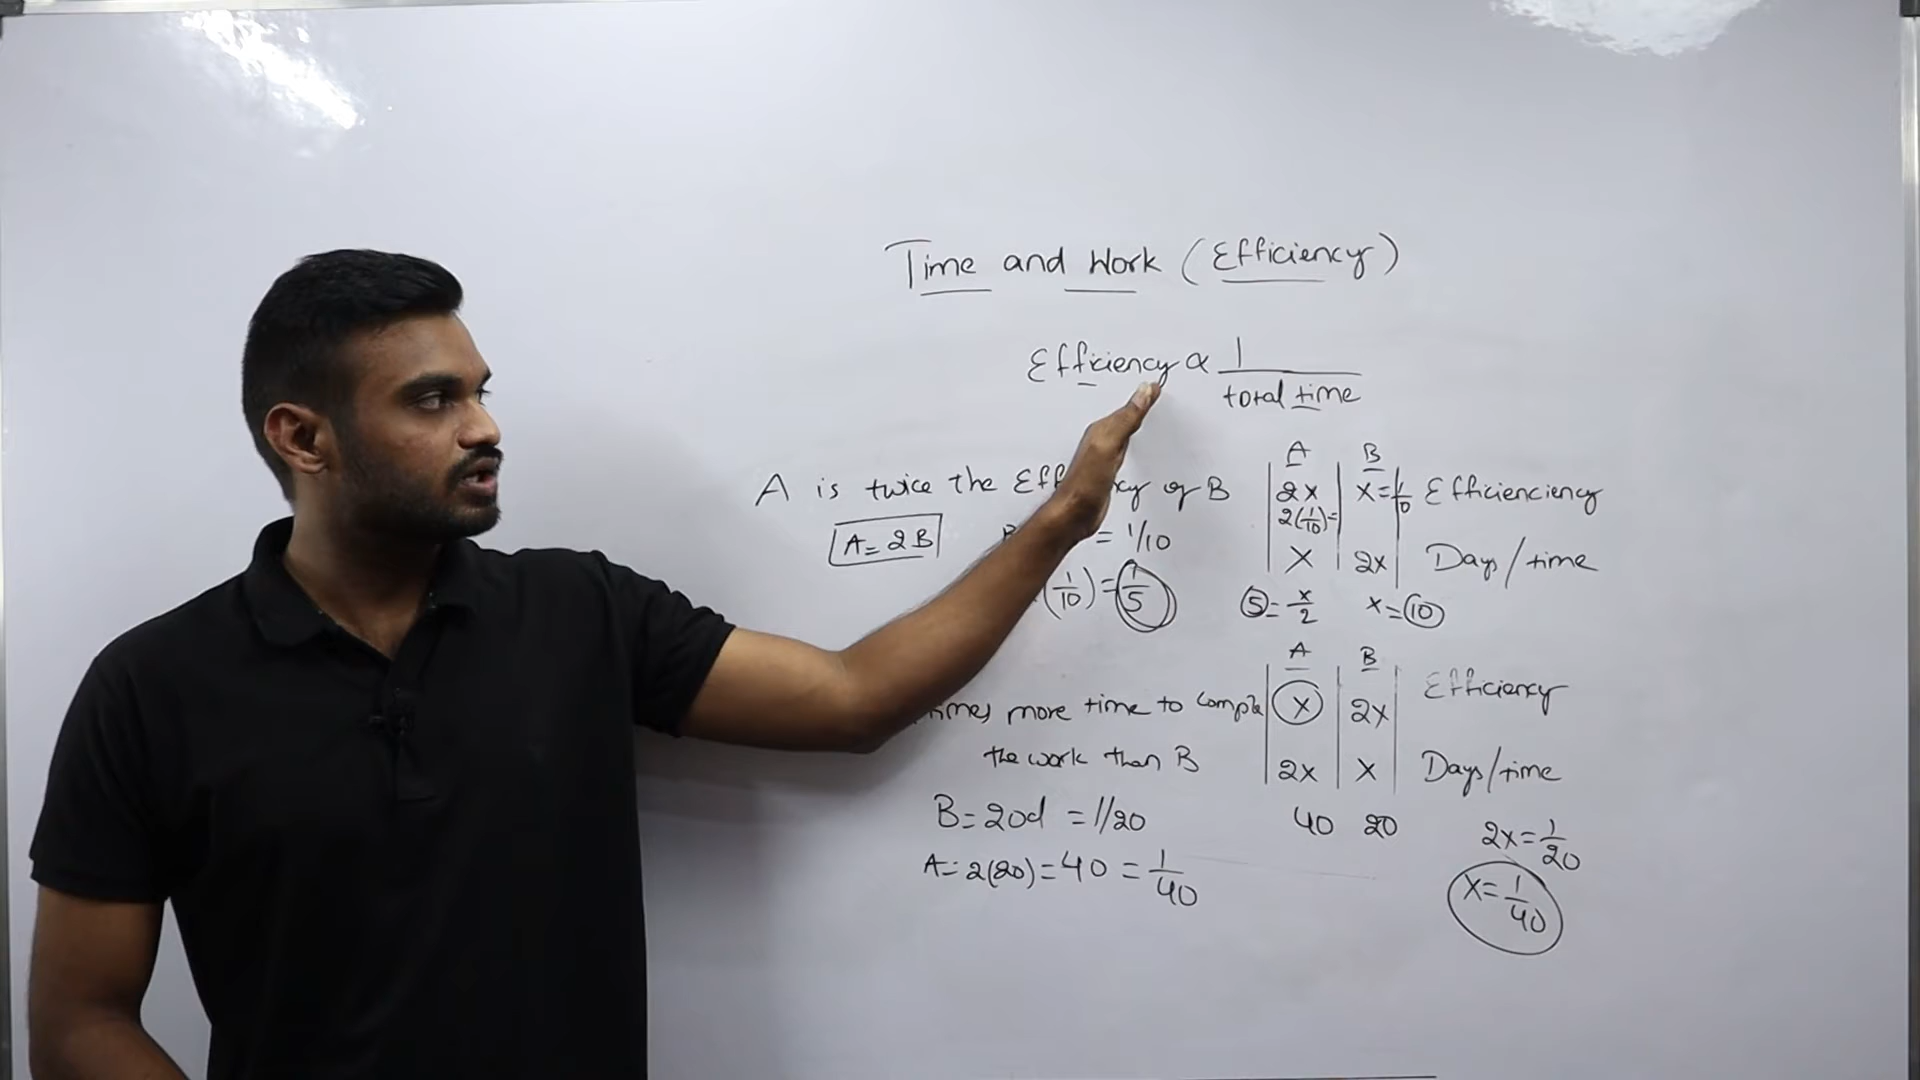 Time and Work (Efficiency)
Efficiency ∝ 1/total time
A is twice the of B
A = 2B
= 1/10
(1/10) = 1/5
A B
2x | x = 1/10 Efficienciency
2(1/10) =
x | 2x | Days/time
5 = x/2 x = 10
more time to comple
the work than B
A B
x | 2x Efficiency
2x | x Days/time
40 20
B = 20d = 1/20
A = 2(20) = 40 = 1/40
2x = 1/20
x = 1/40